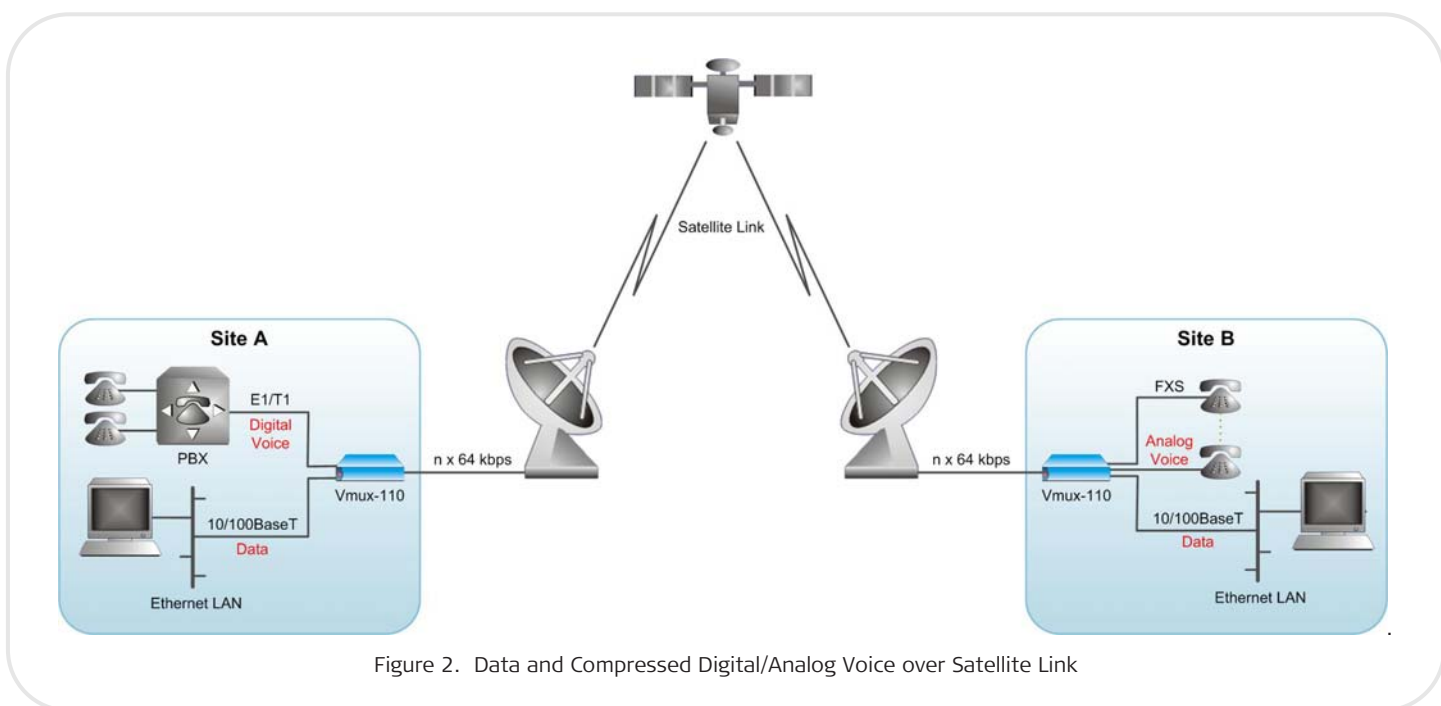 Satellite Link
Site A
E1/T1
Digital
Voice
PBX
Vmux-110
n x 64 kbps
10/100BaseT
Data
Ethernet LAN
Site B
FXS
Analog
Voice
n x 64 kbps
Vmux-110
10/100BaseT
Data
Ethernet LAN
.
Figure 2. Data and Compressed Digital/Analog Voice over Satellite Link